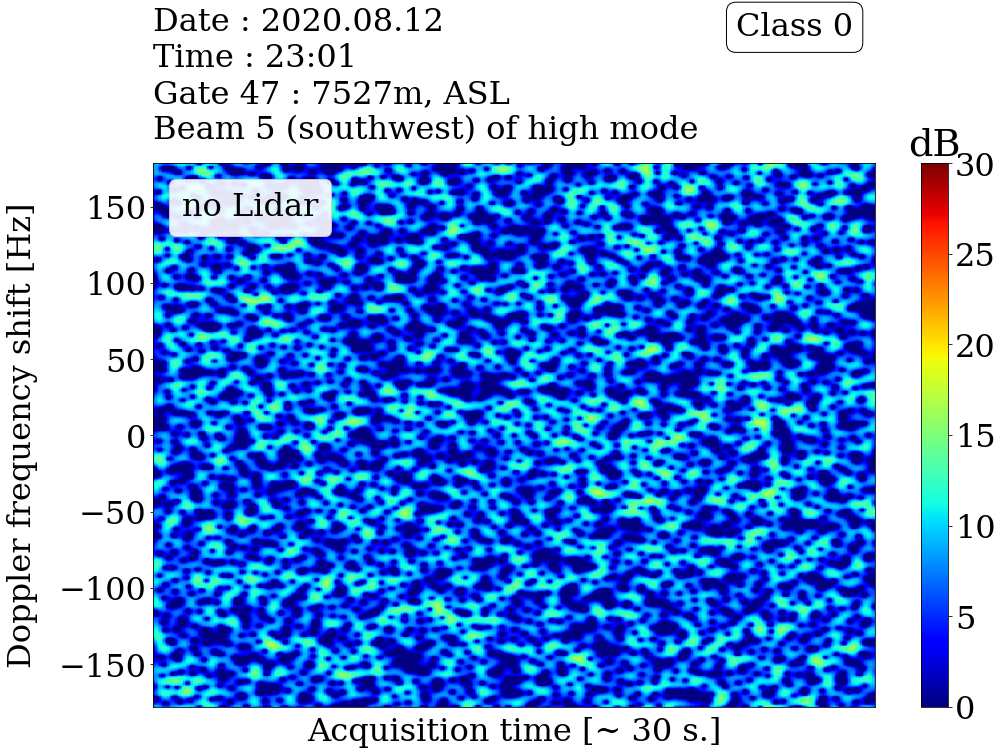 Date : 2020.08.12
Time : 23:01
Gate 47 : 7527m, ASL
Beam 5 (southwest) of high mode
Class 0
no Lidar
Doppler frequency shift [Hz]
150
100
50
0
−50
−100
−150
Acquisition time [~ 30 s.]
dB
30
25
20
15
10
5
0